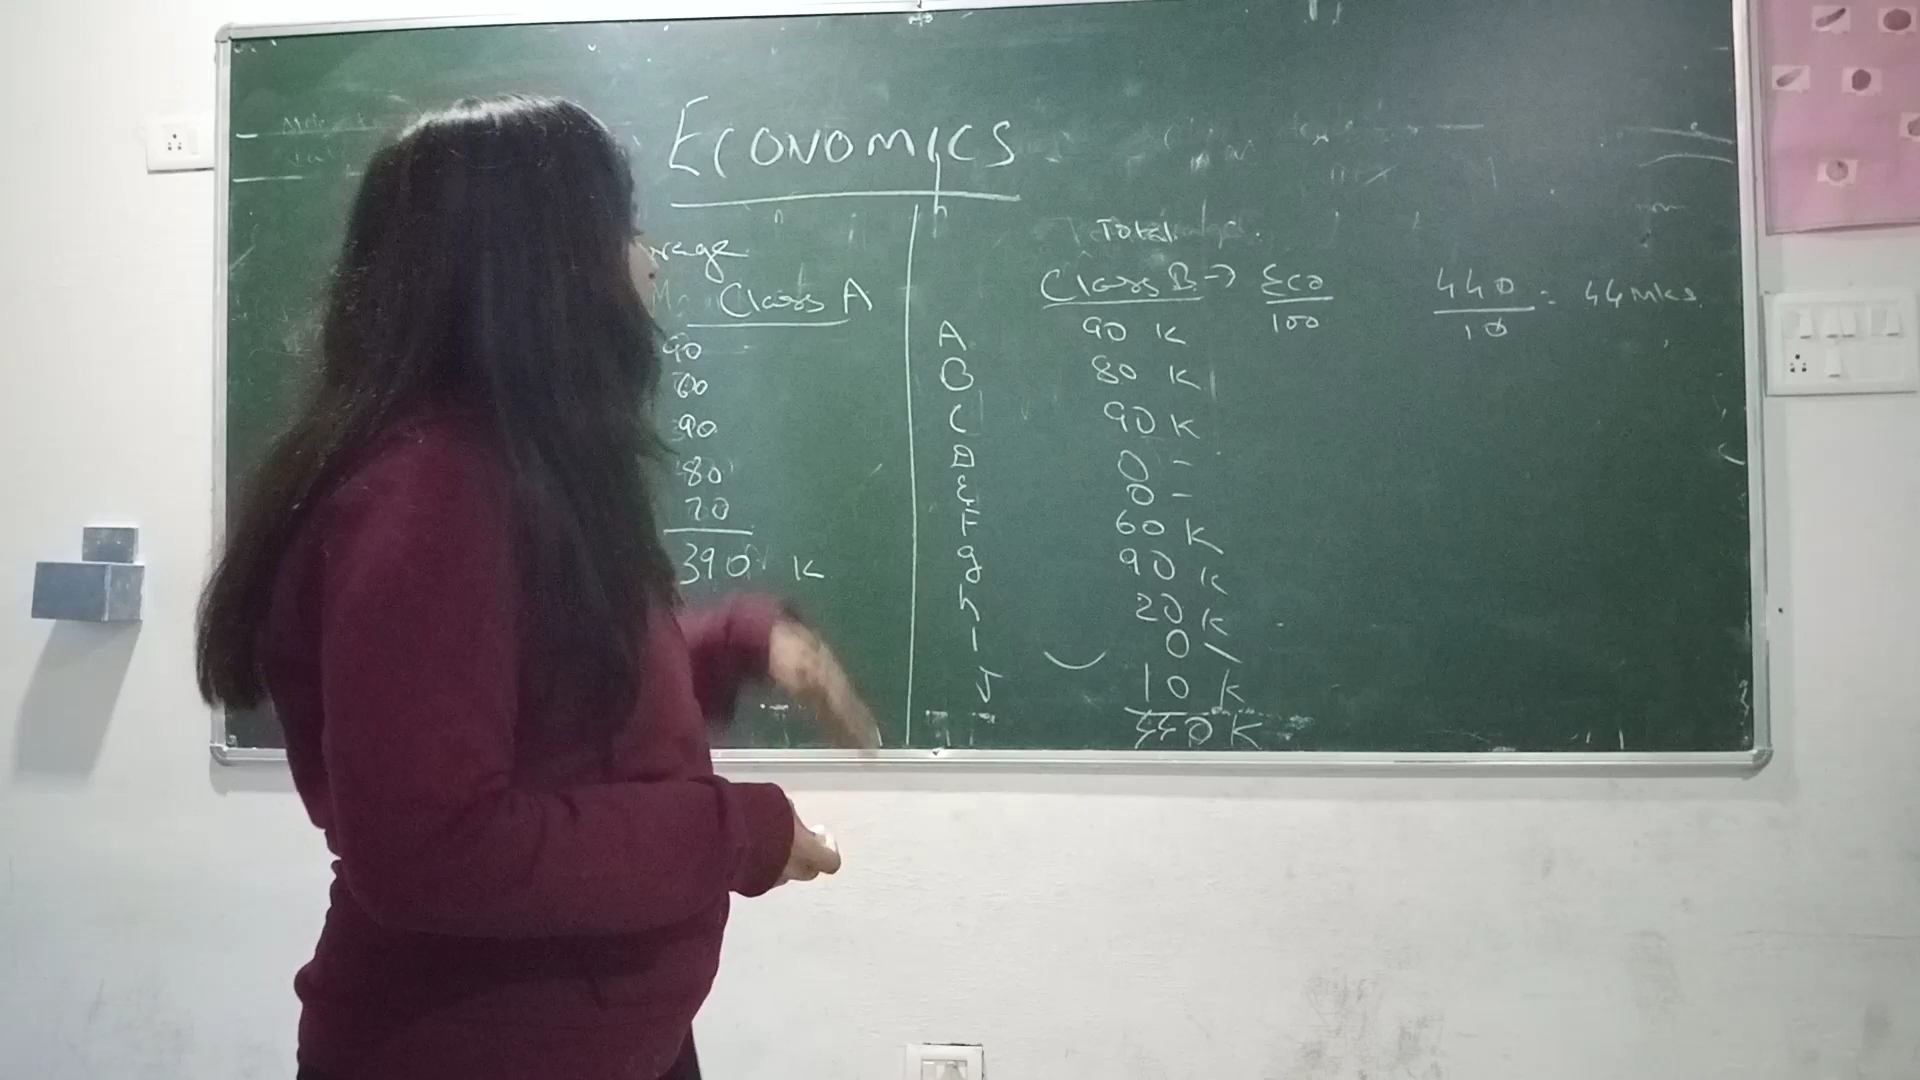 ECONOMICS
Class A
90
60
90
80
70
390 K
Total
Class B → Eco
100
A 90 K
B 80 K
C 90 K
D 0 -
E 0 -
F 60 K
g 90 K
h 20 K
I 0 -
J 10 K
440 K
440
10
= 44 Mks